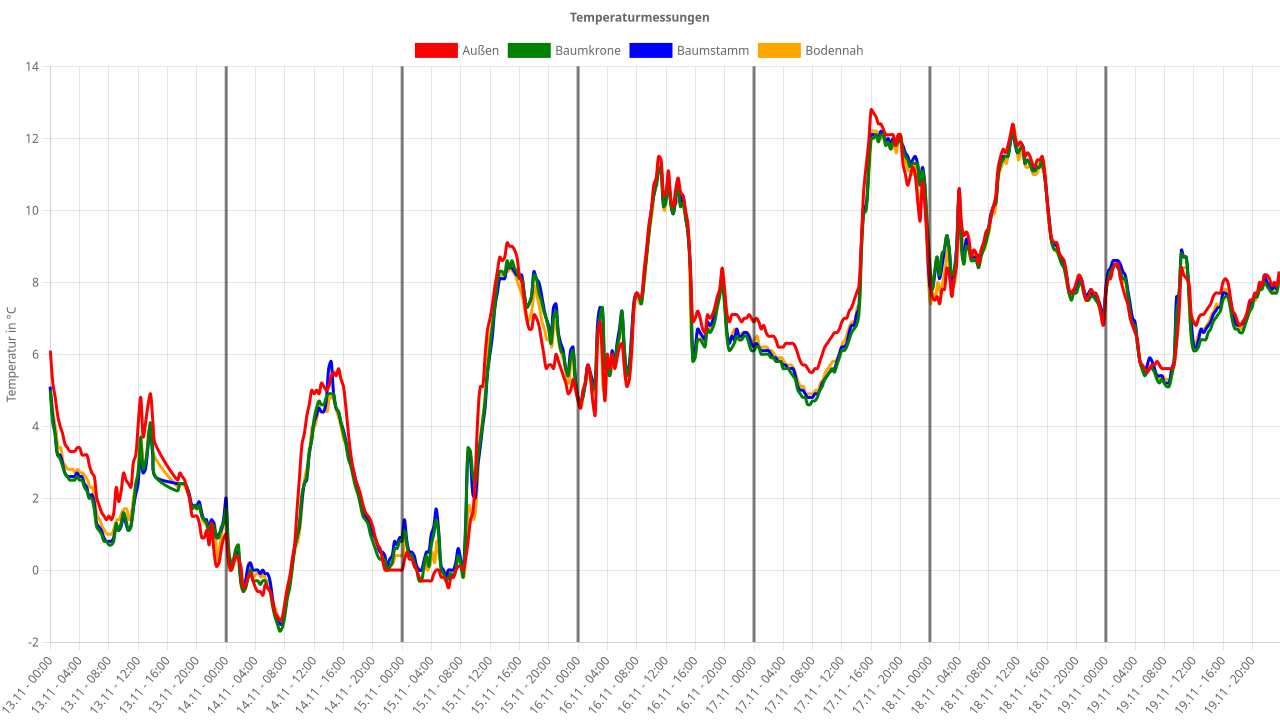 Temperaturmessungen
Außen Baumkrone Baumstamm Bodennah
Temperatur in °C
14
12
10
8
6
4
2
0
-2
13.11 - 00:00
13.11 - 04:00
13.11 - 08:00
13.11 - 12:00
13.11 - 16:00
13.11 - 20:00
14.11 - 00:00
14.11 - 04:00
14.11 - 08:00
14.11 - 12:00
14.11 - 16:00
14.11 - 20:00
15.11 - 00:00
15.11 - 04:00
15.11 - 08:00
15.11 - 12:00
15.11 - 16:00
15.11 - 20:00
16.11 - 00:00
16.11 - 04:00
16.11 - 08:00
16.11 - 12:00
16.11 - 16:00
16.11 - 20:00
17.11 - 00:00
17.11 - 04:00
17.11 - 08:00
17.11 - 12:00
17.11 - 16:00
17.11 - 20:00
18.11 - 00:00
18.11 - 04:00
18.11 - 08:00
18.11 - 12:00
18.11 - 16:00
18.11 - 20:00
19.11 - 00:00
19.11 - 04:00
19.11 - 08:00
19.11 - 12:00
19.11 - 16:00
19.11 - 20:00